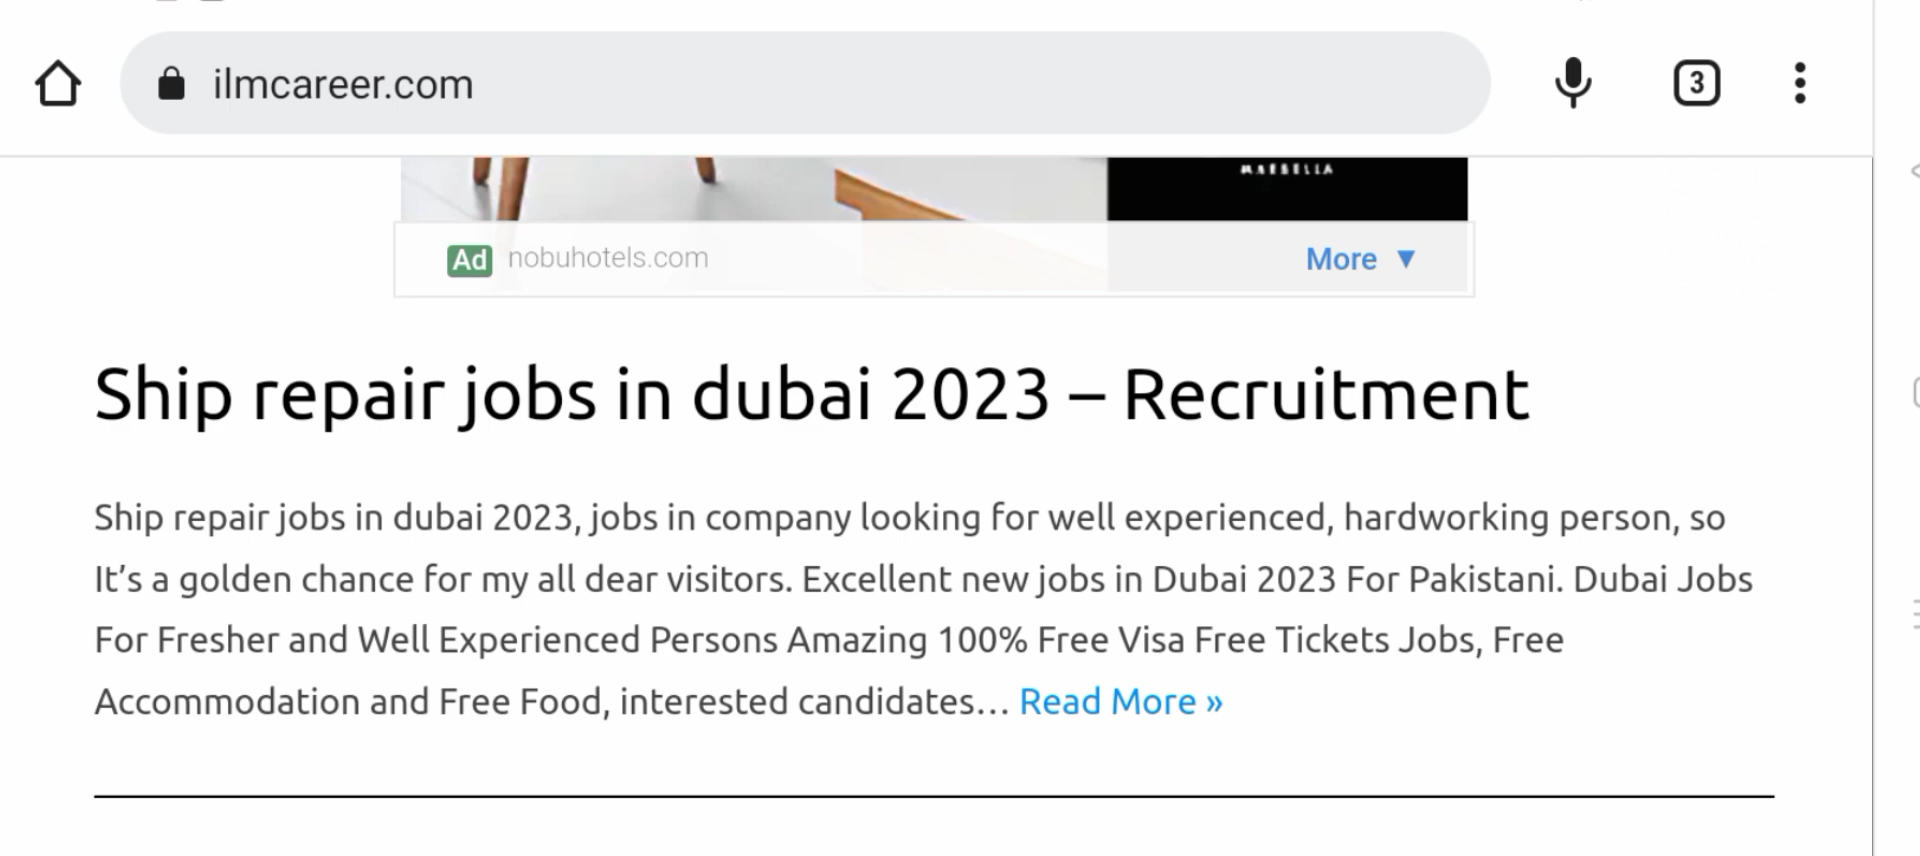 ilmcareer.com
3
MARBELLA
Ad nobuhotels.com
More
Ship repair jobs in dubai 2023 – Recruitment
Ship repair jobs in dubai 2023, jobs in company looking for well experienced, hardworking person, so
It’s a golden chance for my all dear visitors. Excellent new jobs in Dubai 2023 For Pakistani. Dubai Jobs
For Fresher and Well Experienced Persons Amazing 100% Free Visa Free Tickets Jobs, Free
Accommodation and Free Food, interested candidates… Read More »